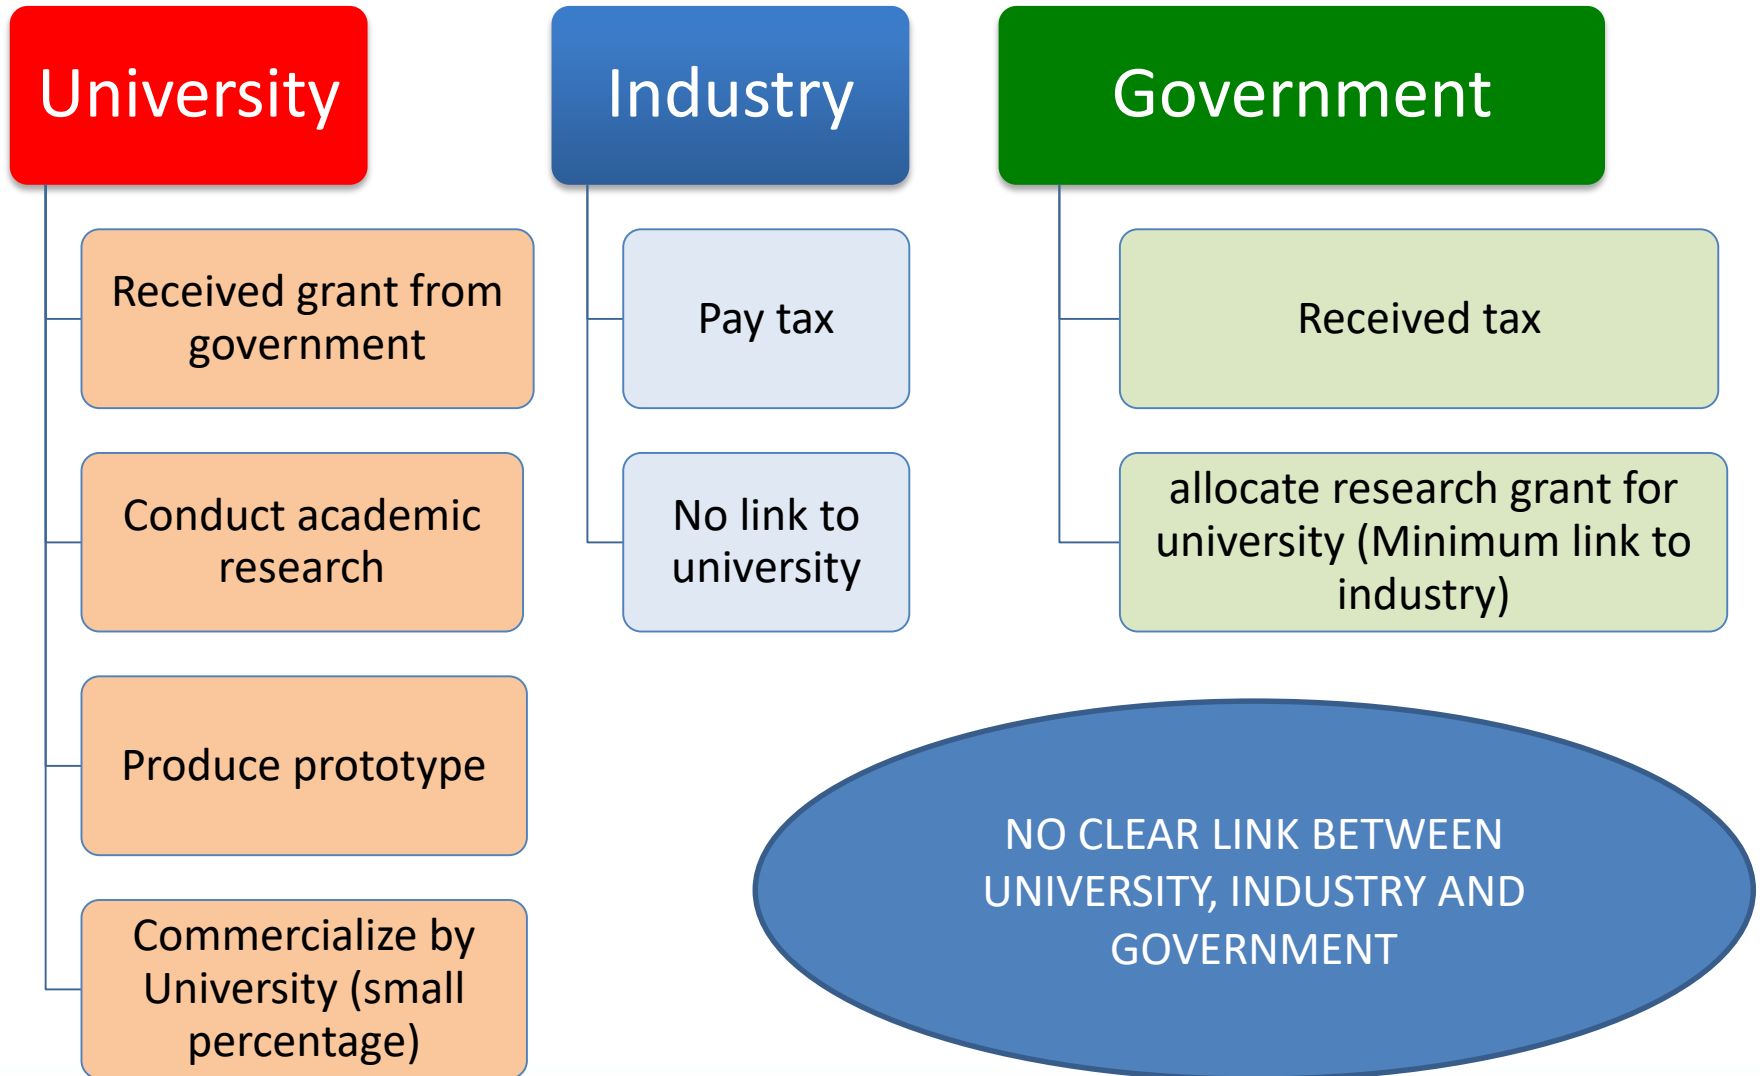 University
Received grant from
government
Conduct academic
research
Produce prototype
Commercialize by
University (small
percentage)
Industry
Pay tax
No link to
university
Government
Received tax
allocate research grant for
university (Minimum link to
industry)
NO CLEAR LINK BETWEEN
UNIVERSITY, INDUSTRY AND
GOVERNMENT